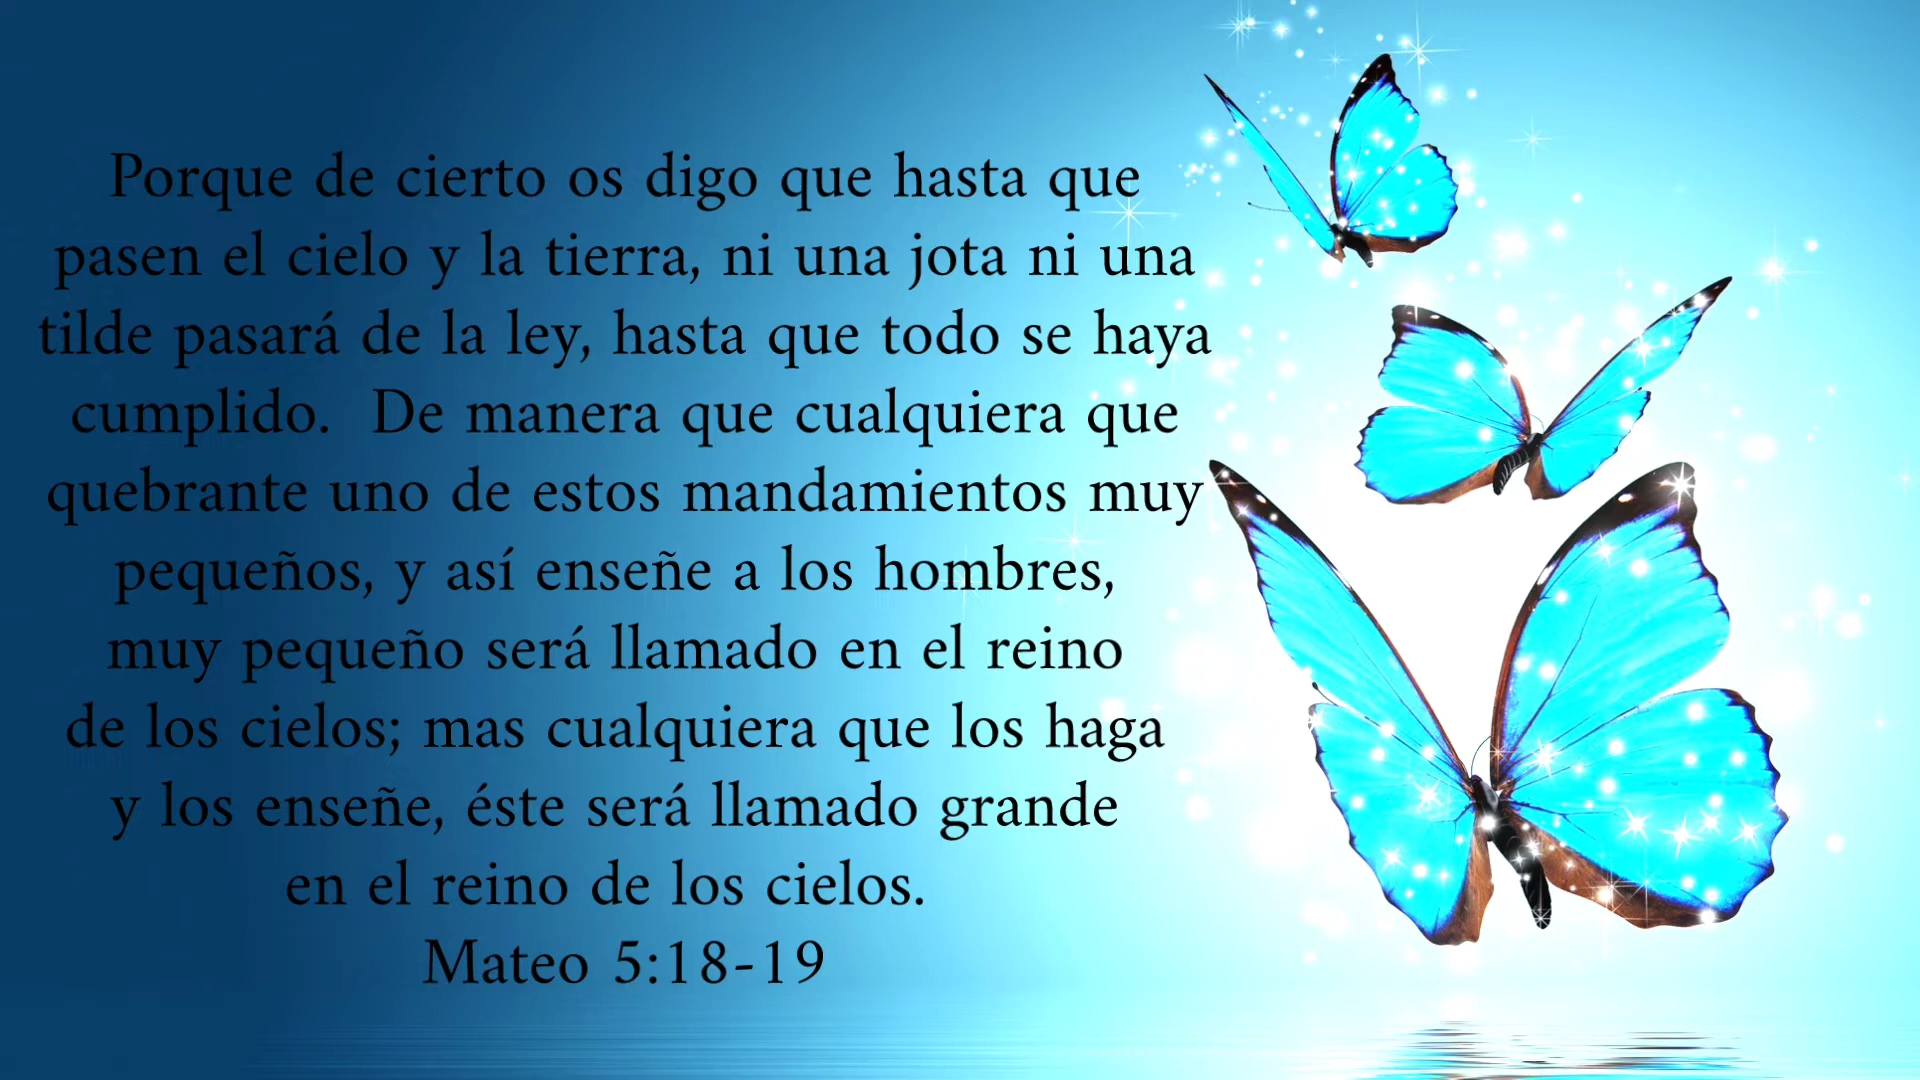 Porque de cierto os digo que hasta que
pasen el cielo y la tierra, ni una jota ni una
tilde pasará de la ley, hasta que todo se haya
cumplido.  De manera que cualquiera que
quebrante uno de estos mandamientos muy
pequeños, y así enseñe a los hombres,
muy pequeño será llamado en el reino
de los cielos; mas cualquiera que los haga
y los enseñe, éste será llamado grande
en el reino de los cielos.
Mateo 5:18-19